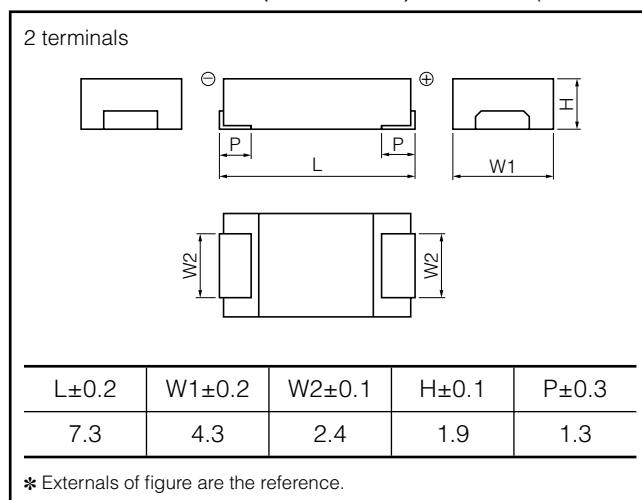 2 terminals
⊖ ⊕
H
P P
L
W1
W2 W2
L±0.2 W1±0.2 W2±0.1 H±0.1 P±0.3
7.3 4.3 2.4 1.9 1.3
✱ Externals of figure are the reference.